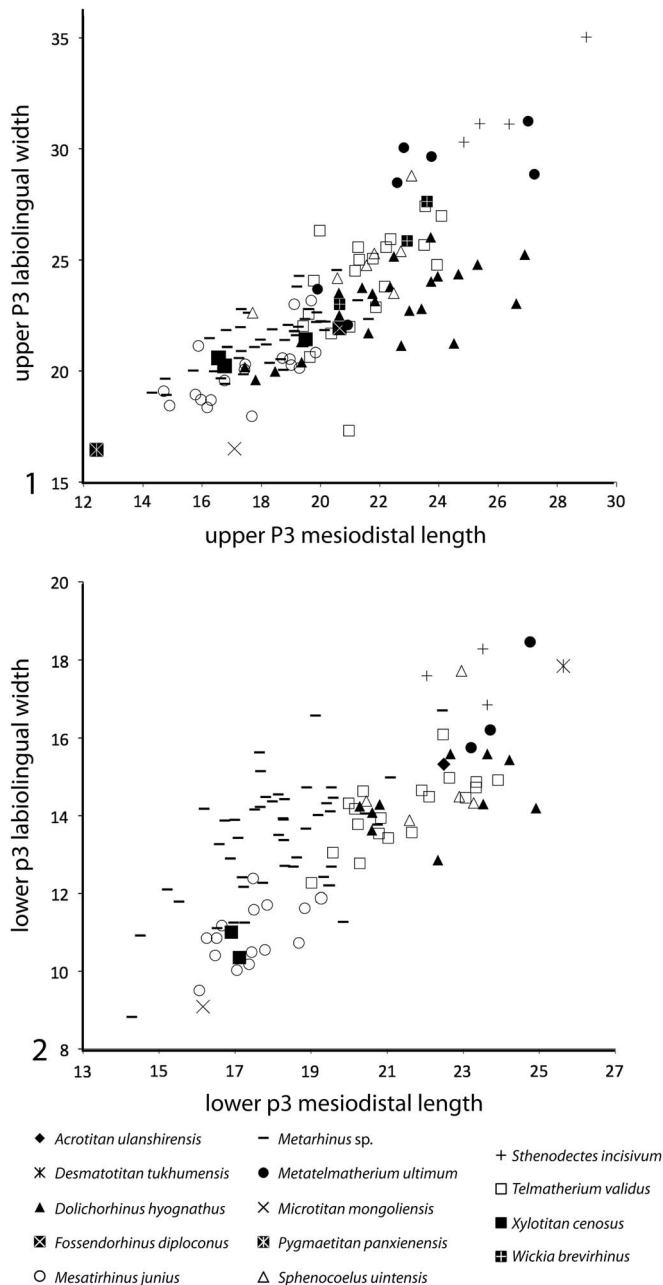 35
30
25
20
15
1
12 14 16 18 20 22 24 26 28 30
upper P3 labiolingual width
upper P3 mesiodistal length
20
18
16
14
12
10
8
2
13 15 17 19 21 23 25 27
lower p3 labiolingual width
lower p3 mesiodistal length
Acrotitan ulanshirensis
Desmatotitan tukhumensis
Dolichorhinus hyognathus
Fossendorhinus diploconus
Mesatirhinus junius
Metarhinus sp.
Metatelmatherium ultimum
Microtitan mongoliensis
Pygmaetitan panxienensis
Sphenocoelus uintensis
Sthenodectes incisivum
Telmatherium validus
Xylotitan cenosus
Wickia brevirhinus